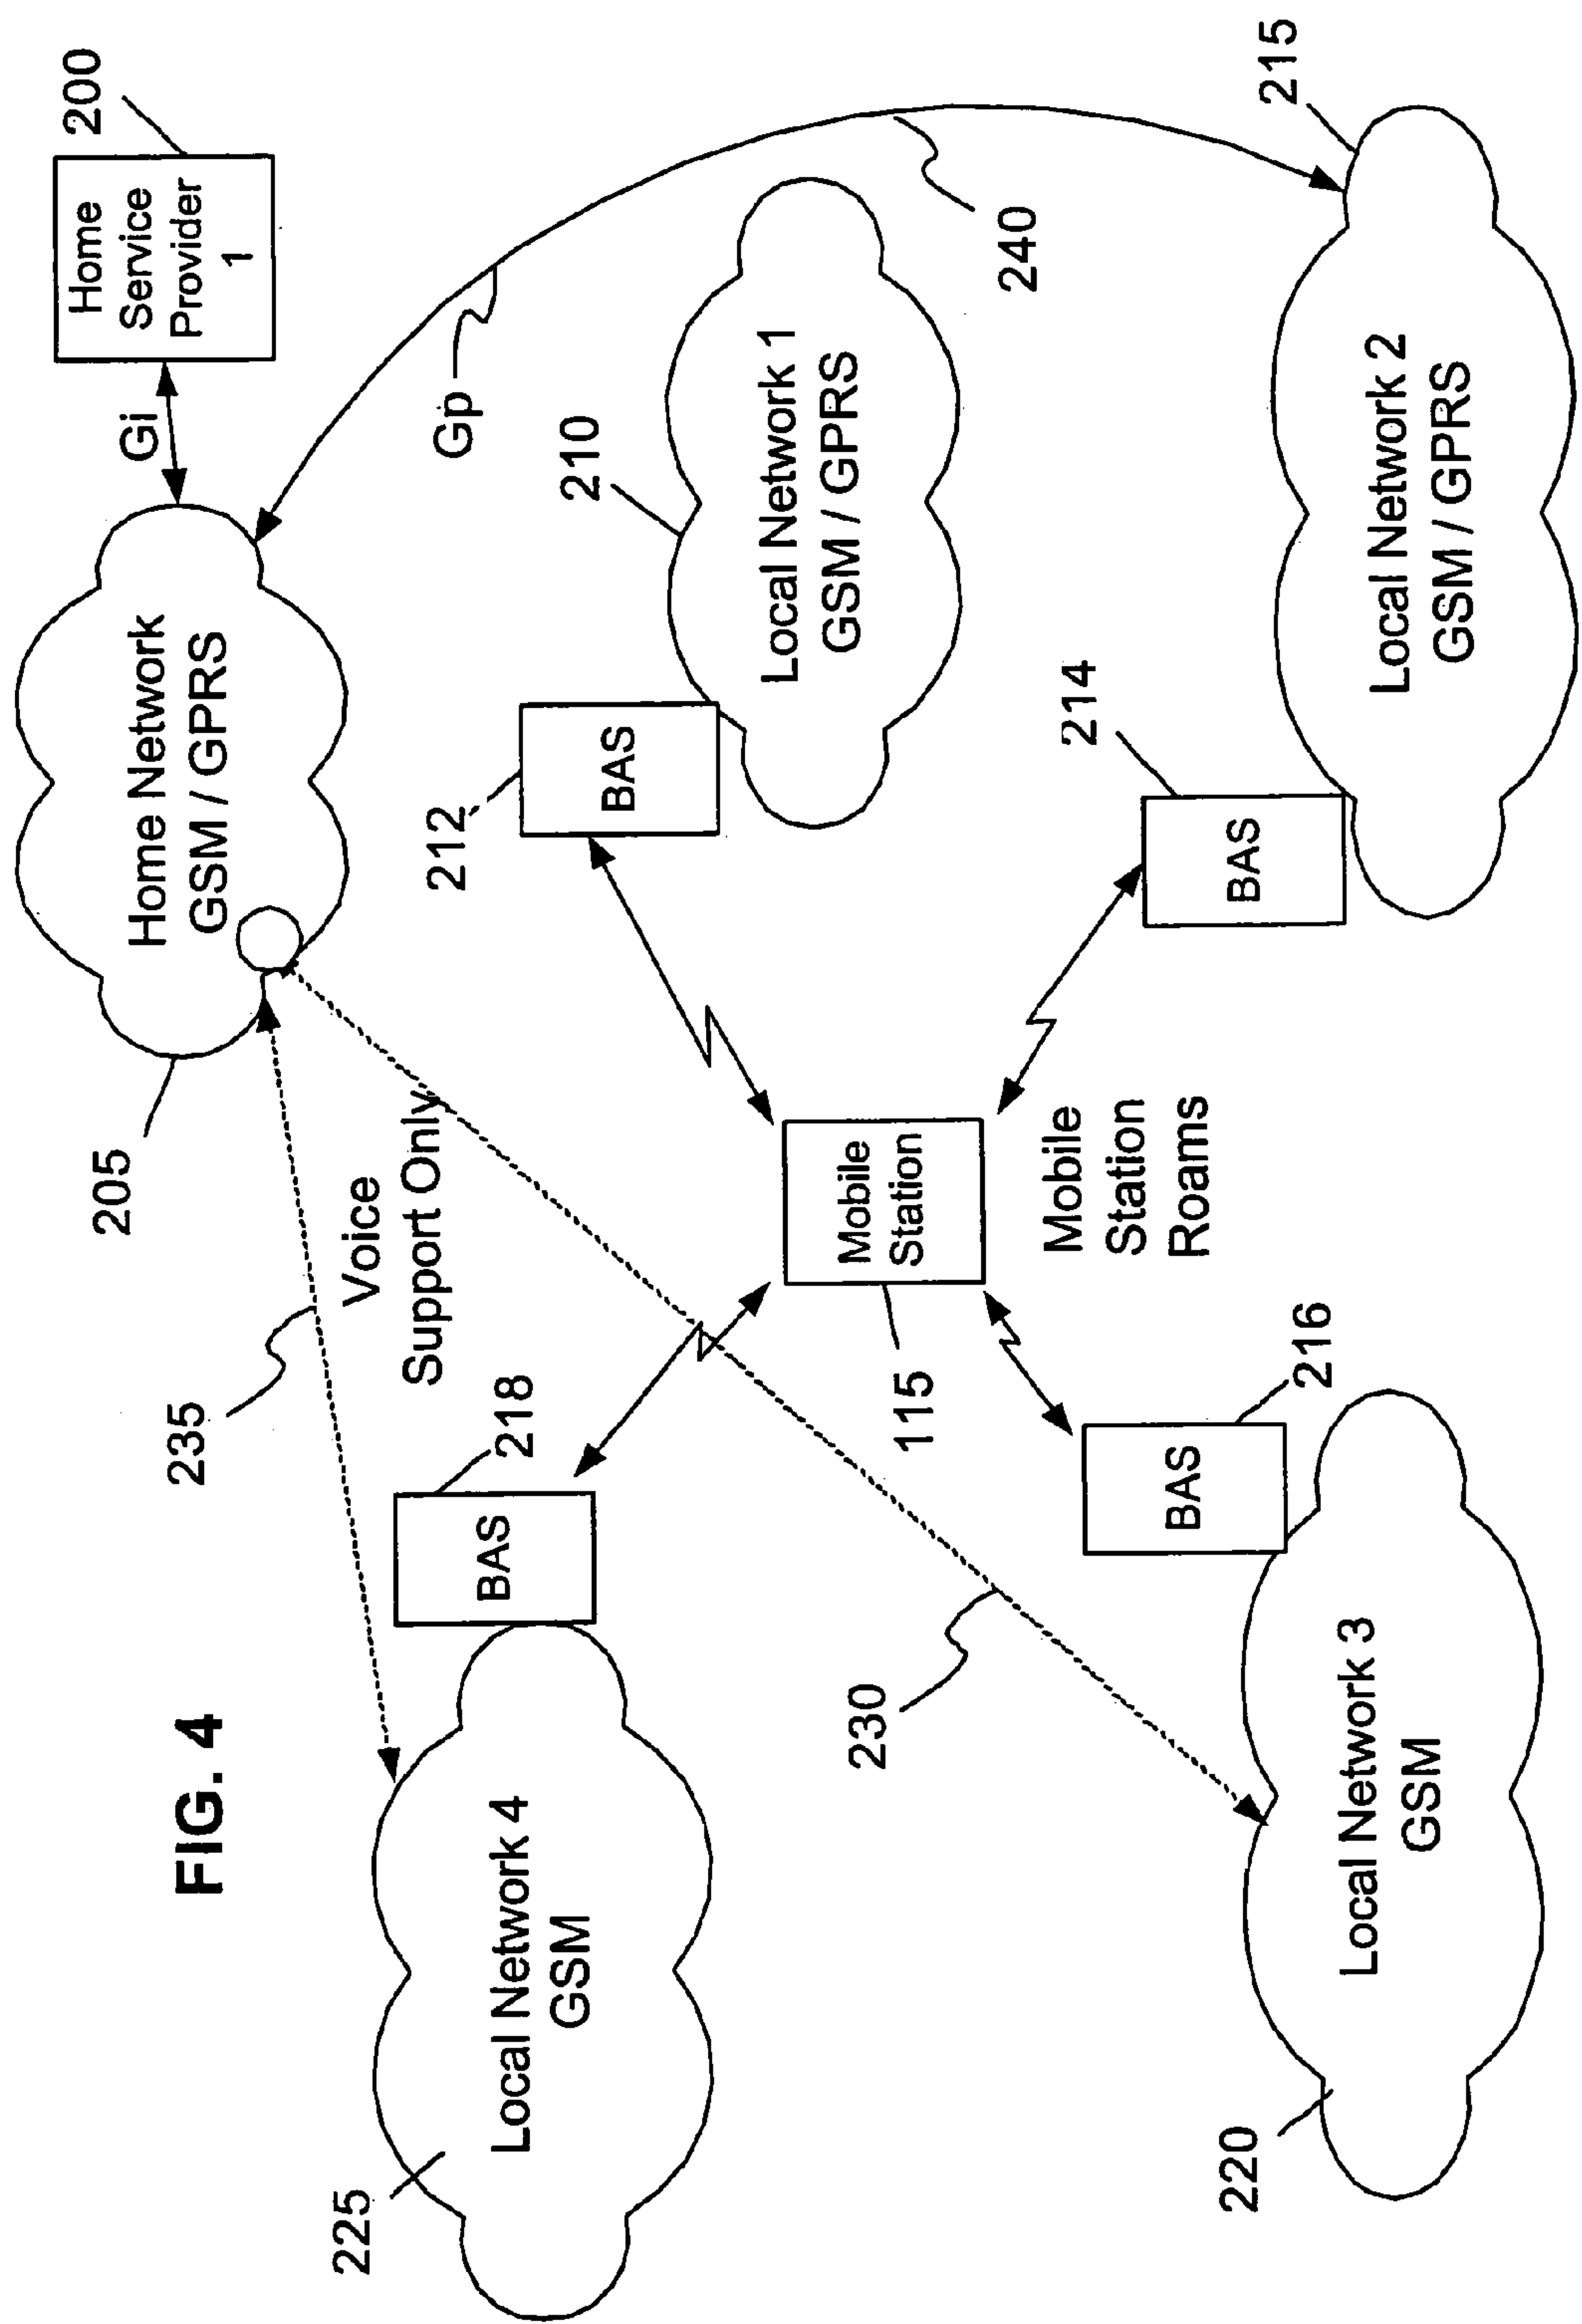 FIG. 4
200
Home
Service
Provider
1
Gi
Home Network
GSM / GPRS
205
235
Voice
Support Only
Gp
210
Local Network 1
GSM / GPRS
212
BAS
240
215
Local Network 2
GSM / GPRS
214
BAS
Mobile
Station
115
Mobile
Station
Roams
218
BAS
Local Network 4
GSM
225
230
216
BAS
Local Network 3
GSM
220